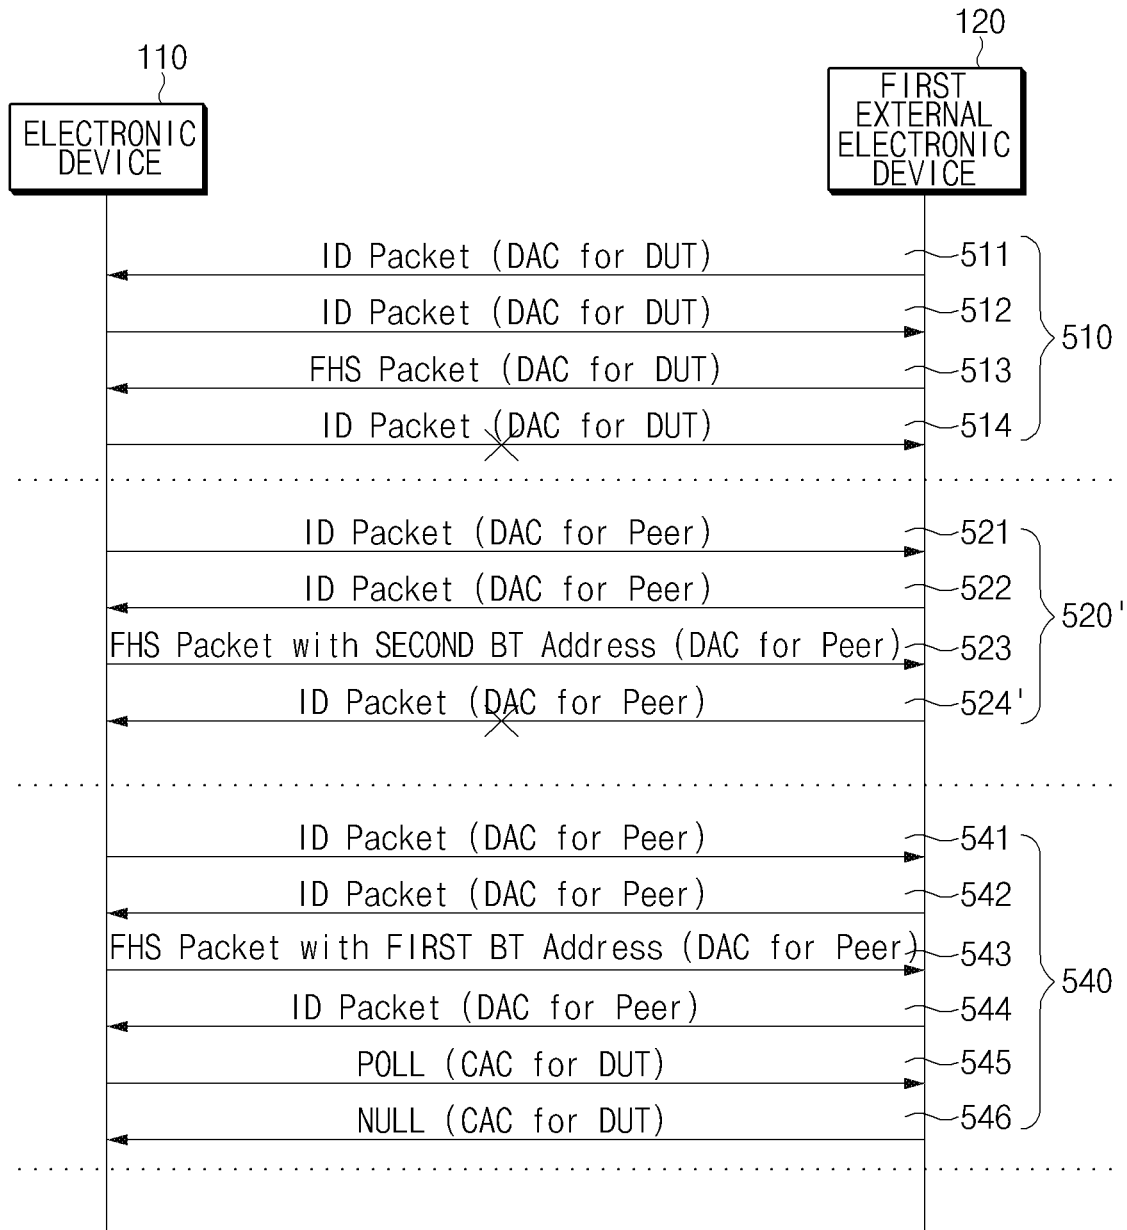 110
120
ELECTRONIC
DEVICE
FIRST
EXTERNAL
ELECTRONIC
DEVICE
ID Packet (DAC for DUT)
511
ID Packet (DAC for DUT)
512
FHS Packet (DAC for DUT)
513
ID Packet (DAC for DUT)
514
510
ID Packet (DAC for Peer)
521
ID Packet (DAC for Peer)
522
FHS Packet with SECOND BT Address (DAC for Peer)
523
ID Packet (DAC for Peer)
524'
520'
ID Packet (DAC for Peer)
541
ID Packet (DAC for Peer)
542
FHS Packet with FIRST BT Address (DAC for Peer)
543
ID Packet (DAC for Peer)
544
POLL (CAC for DUT)
545
NULL (CAC for DUT)
546
540